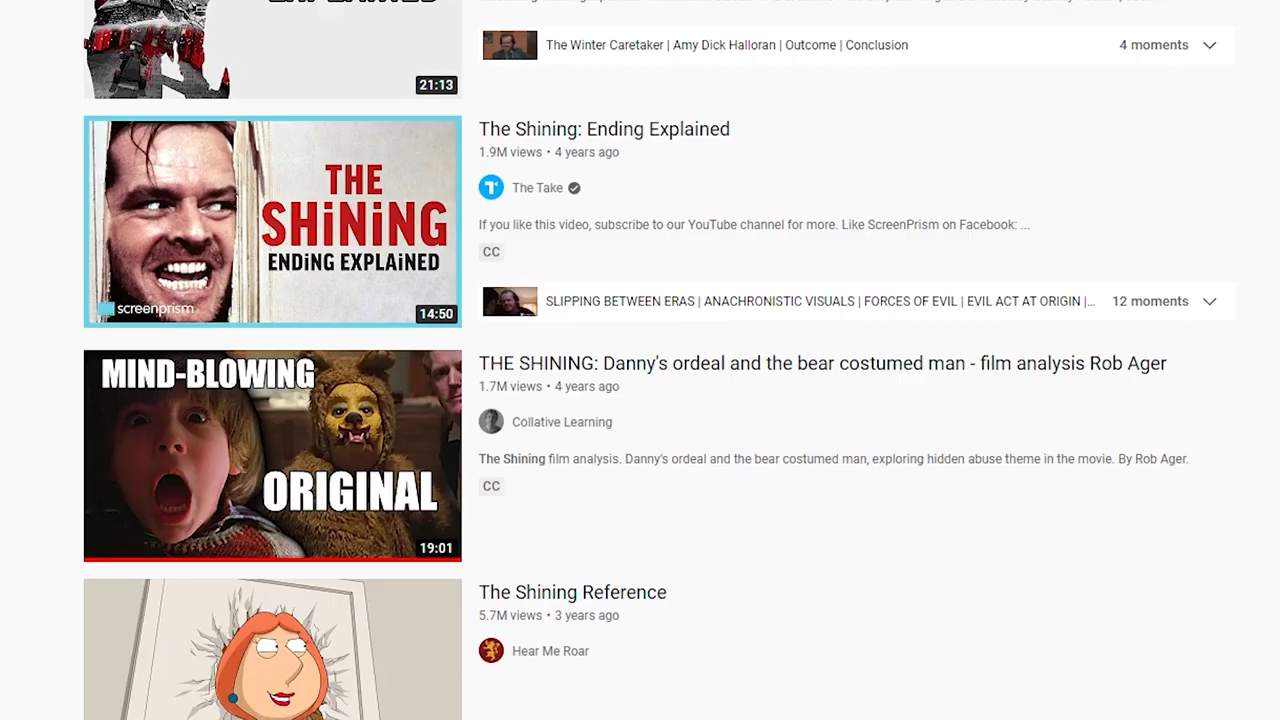 The Winter Caretaker | Amy Dick Halloran | Outcome | Conclusion
4 moments
21:13
The Shining: Ending Explained
1.9M views • 4 years ago
The Take
THE
SHiNiNG
ENDiNG EXPLAiNED
screenprism
14:50
If you like this video, subscribe to our YouTube channel for more. Like ScreenPrism on Facebook: ...
CC
SLIPPING BETWEEN ERAS | ANACHRONISTIC VISUALS | FORCES OF EVIL | EVIL ACT AT ORIGIN |...
12 moments
MIND-BLOWING
ORIGINAL
19:01
THE SHINING: Danny's ordeal and the bear costumed man - film analysis Rob Ager
1.7M views • 4 years ago
Collative Learning
The Shining film analysis. Danny's ordeal and the bear costumed man, exploring hidden abuse theme in the movie. By Rob Ager.
CC
The Shining Reference
5.7M views • 3 years ago
Hear Me Roar